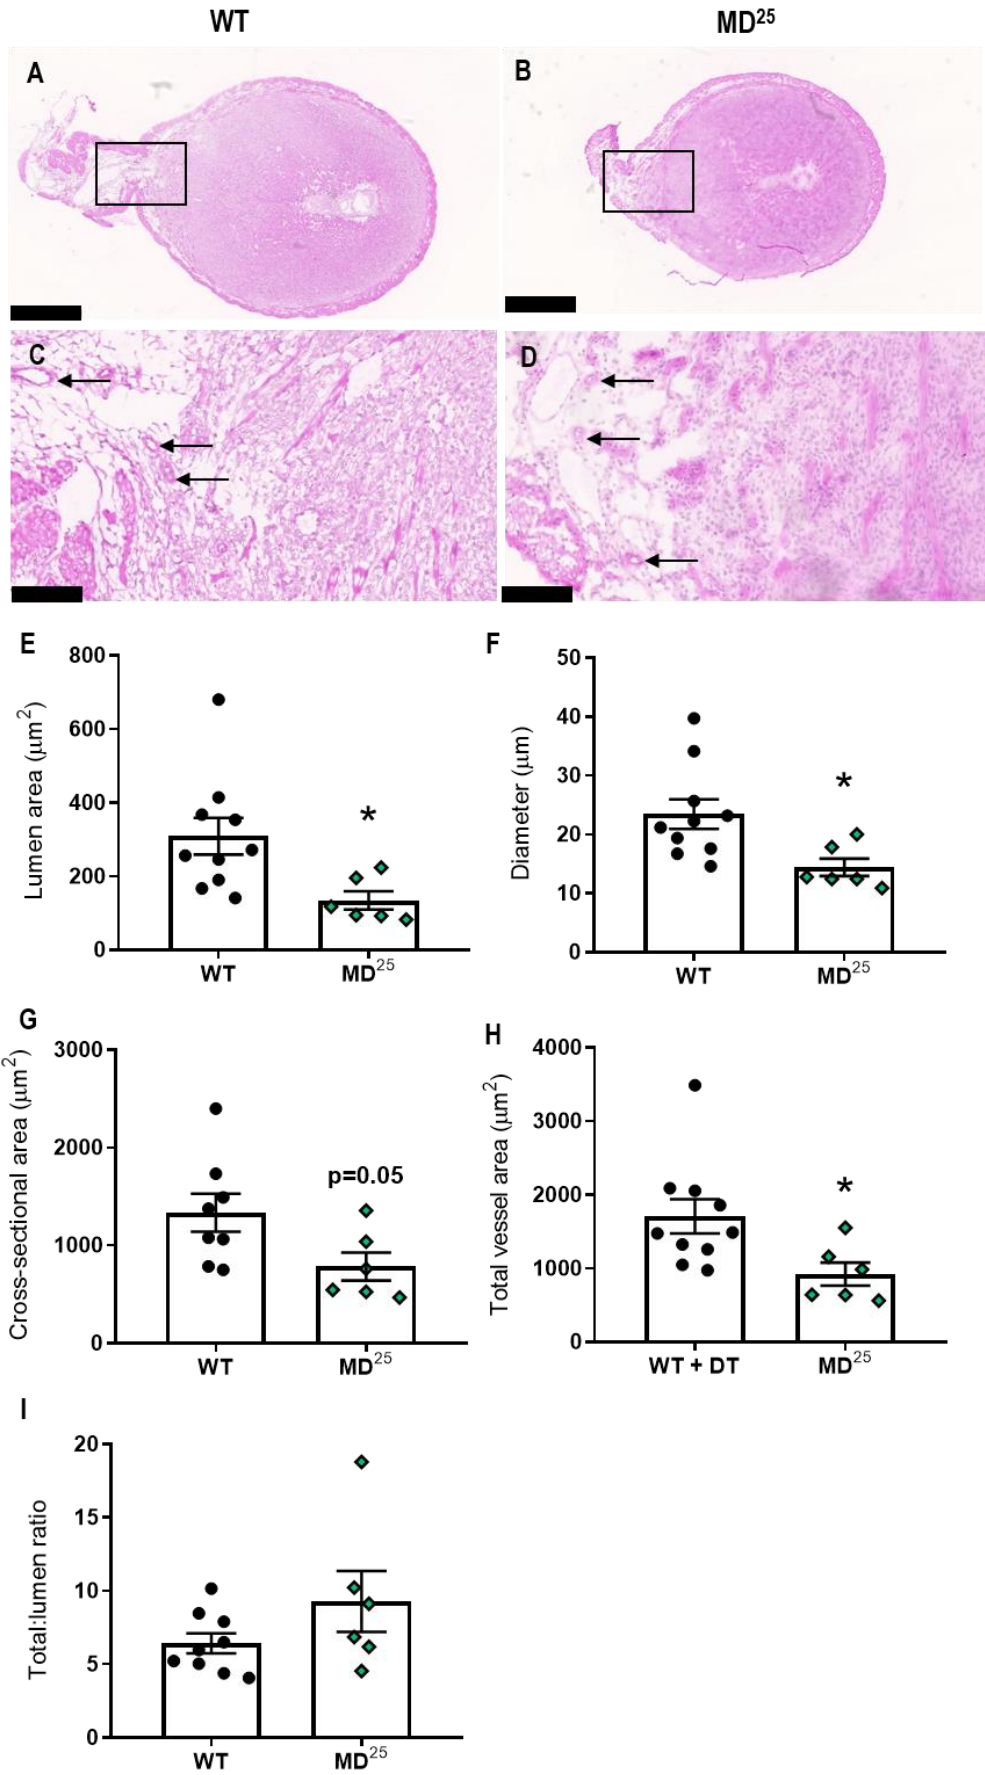 WT
MD²⁵
A
B
C
D
E
Lumen area (µm²)
800
600
400
200
0
*
WT
MD²⁵
F
Diameter (µm)
50
40
30
20
10
0
*
WT
MD²⁵
G
Cross-sectional area (µm²)
3000
2000
1000
0
p=0.05
WT
MD²⁵
H
Total vessel area (µm²)
4000
3000
2000
1000
0
*
WT + DT
MD²⁵
I
Total:lumen ratio
20
15
10
5
0
WT
MD²⁵